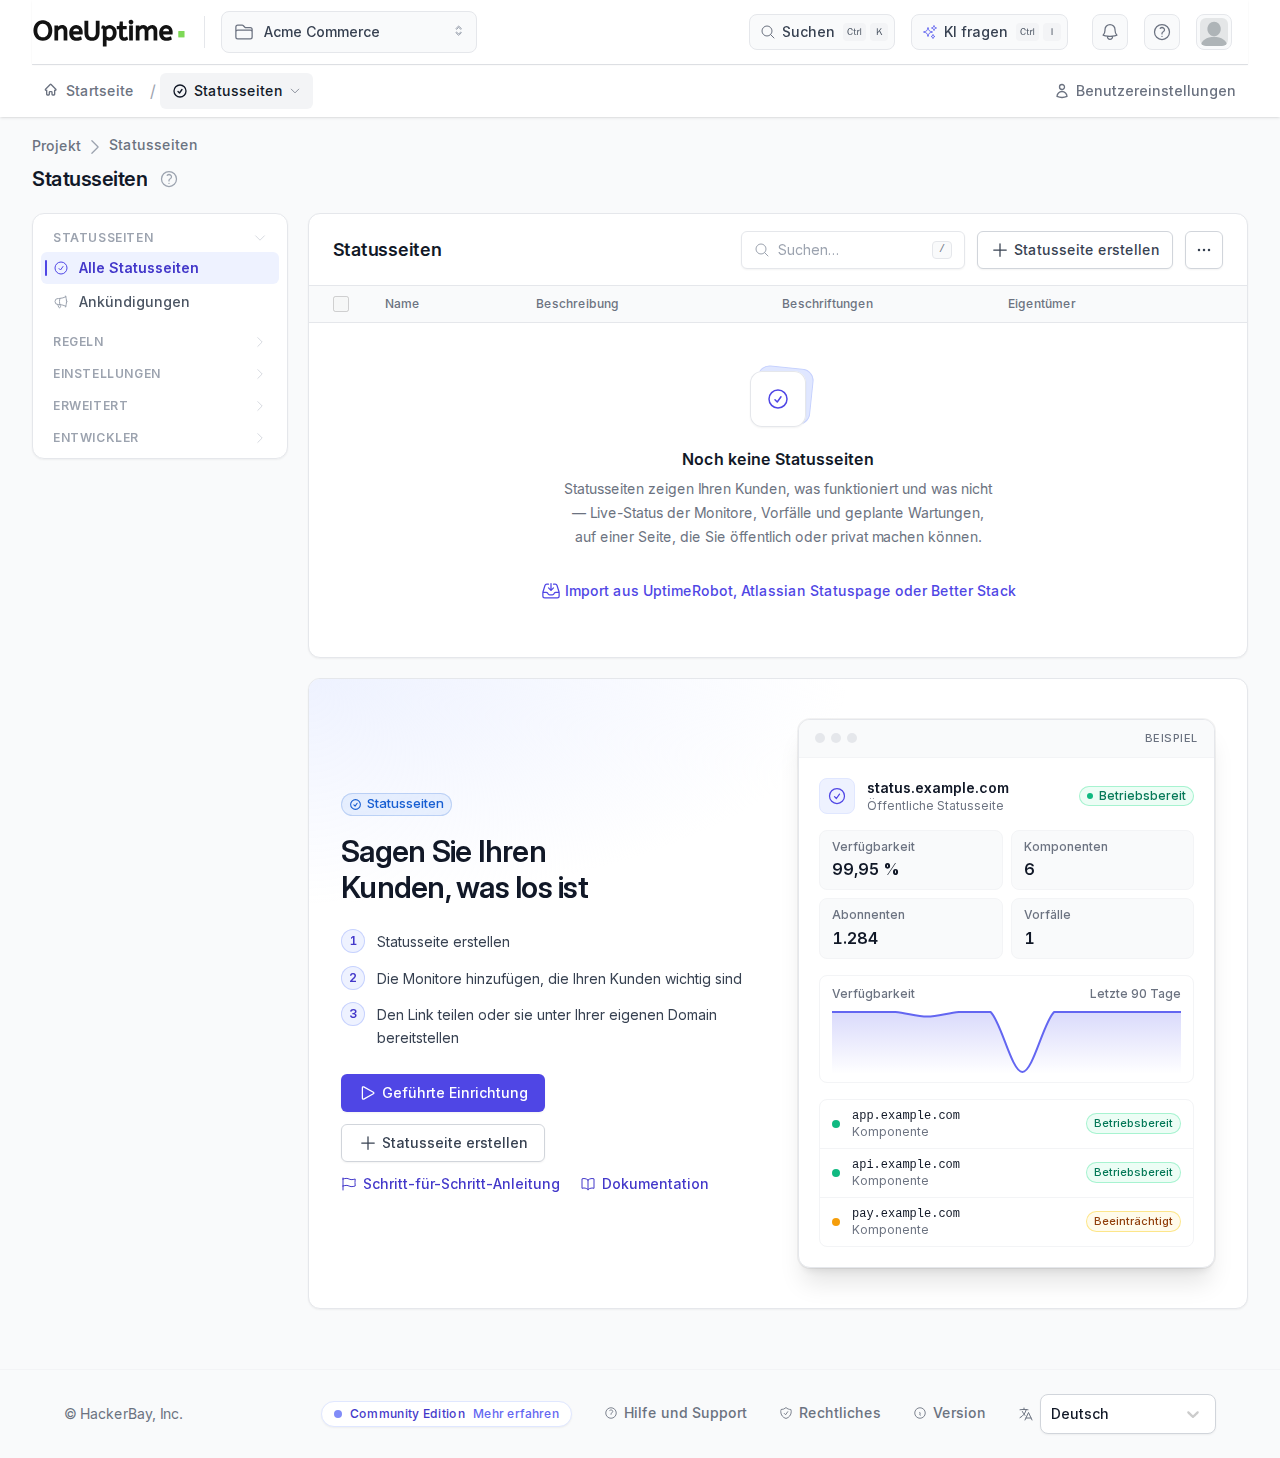 OneUptime
Acme Commerce
Suchen Ctrl K
KI fragen Ctrl I
Startseite / Statusseiten
Benutzereinstellungen
Projekt Statusseiten
Statusseiten
STATUSSEITEN
Alle Statusseiten
Ankündigungen
REGELN
EINSTELLUNGEN
ERWEITERT
ENTWICKLER
Statusseiten
Suchen... /
Statusseite erstellen
Name Beschreibung Beschriftungen Eigentümer
Noch keine Statusseiten
Statusseiten zeigen Ihren Kunden, was funktioniert und was nicht
— Live-Status der Monitore, Vorfälle und geplante Wartungen,
auf einer Seite, die Sie öffentlich oder privat machen können.
Import aus UptimeRobot, Atlassian Statuspage oder Better Stack
Statusseiten
Sagen Sie Ihren
Kunden, was los ist
1 Statusseite erstellen
2 Die Monitore hinzufügen, die Ihren Kunden wichtig sind
3 Den Link teilen oder sie unter Ihrer eigenen Domain
bereitstellen
Geführte Einrichtung
Statusseite erstellen
Schritt-für-Schritt-Anleitung Dokumentation
BEISPIEL
status.example.com
Öffentliche Statusseite
Betriebsbereit
Verfügbarkeit
99,95 %
Komponenten
6
Abonnenten
1.284
Vorfälle
1
Verfügbarkeit Letzte 90 Tage
app.example.com
Komponente
Betriebsbereit
api.example.com
Komponente
Betriebsbereit
pay.example.com
Komponente
Beeinträchtigt
© HackerBay, Inc.
Community Edition Mehr erfahren
Hilfe und Support
Rechtliches
Version
Deutsch